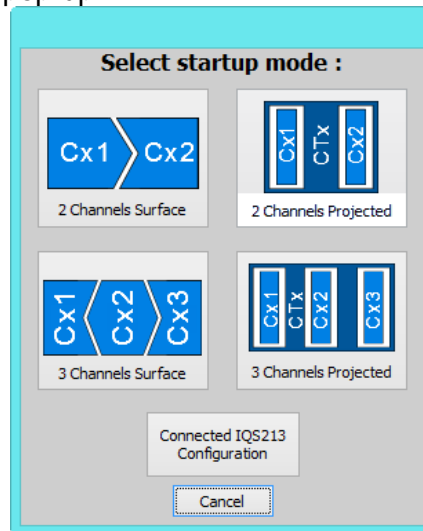 Select startup mode :
Cx1 Cx2
2 Channels Surface
Cx1 CTx Cx2
2 Channels Projected
Cx1 Cx2 Cx3
3 Channels Surface
Cx1 CTx Cx2 Cx3
3 Channels Projected
Connected IQS213
Configuration
Cancel